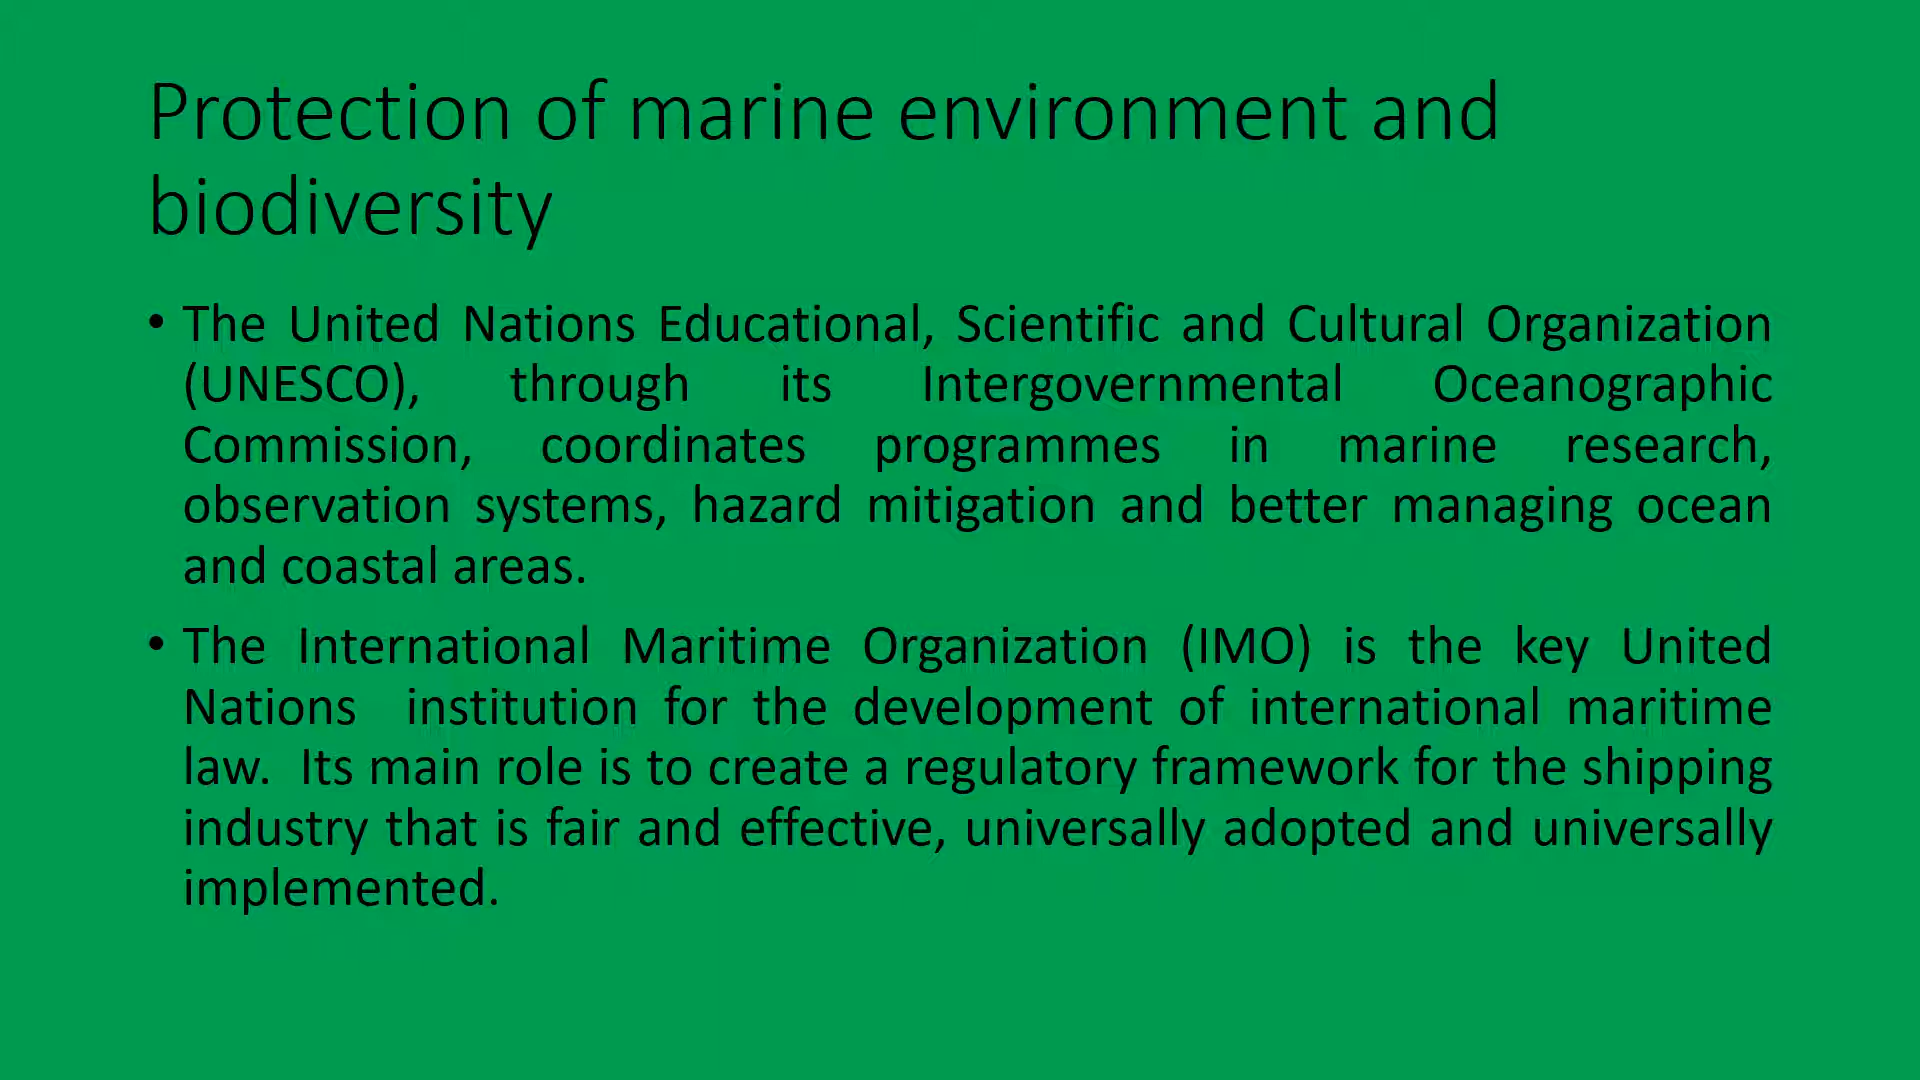 Protection of marine environment and
biodiversity
• The United Nations Educational, Scientific and Cultural Organization
(UNESCO), through its Intergovernmental Oceanographic
Commission, coordinates programmes in marine research,
observation systems, hazard mitigation and better managing ocean
and coastal areas.
• The International Maritime Organization (IMO) is the key United
Nations institution for the development of international maritime
law. Its main role is to create a regulatory framework for the shipping
industry that is fair and effective, universally adopted and universally
implemented.